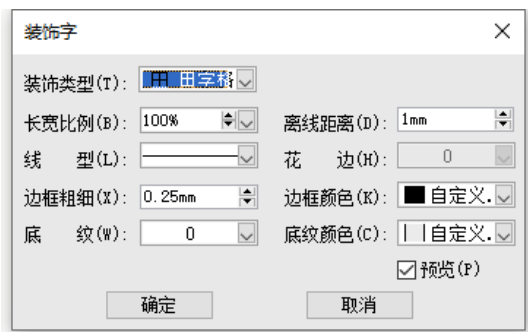 装饰字
装饰类型(T): 田 田字格
长宽比例(B): 100% 离线距离(D): 1mm
线 型(L): 花 边(H): 0
边框粗细(X): 0.25mm 边框颜色(K): 自定义.
底 纹(W): 0 底纹颜色(C): 自定义.
预览(P)
确定 取消